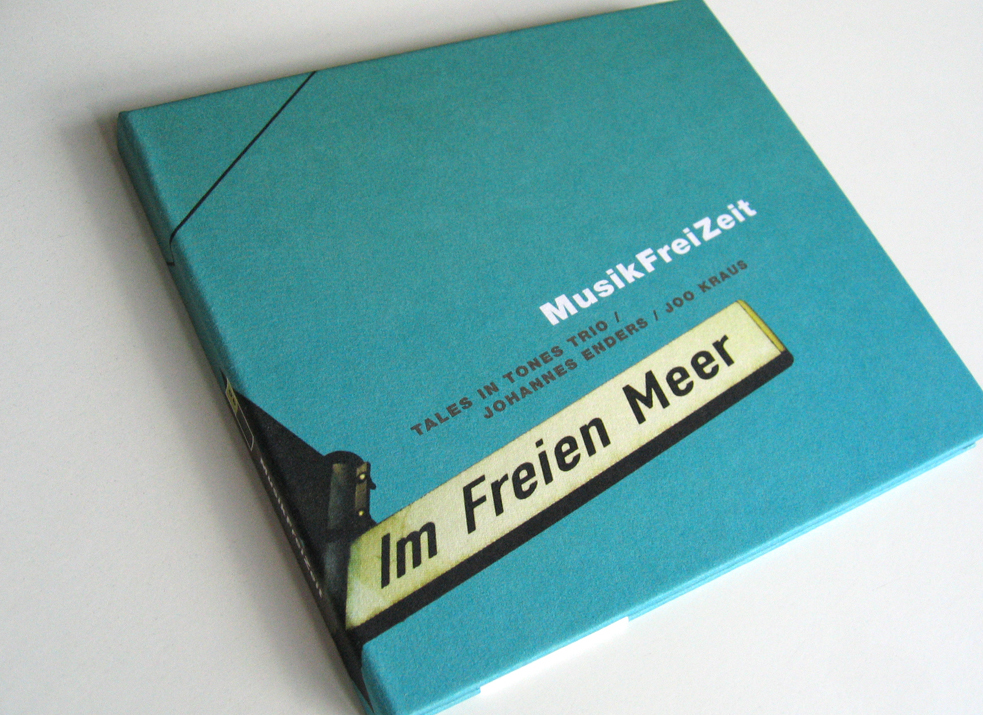 MusikFreiZeit
TALES IN TONES TRIO /
JOHANNES ENDERS / JOO KRAUS
Im Freien Meer